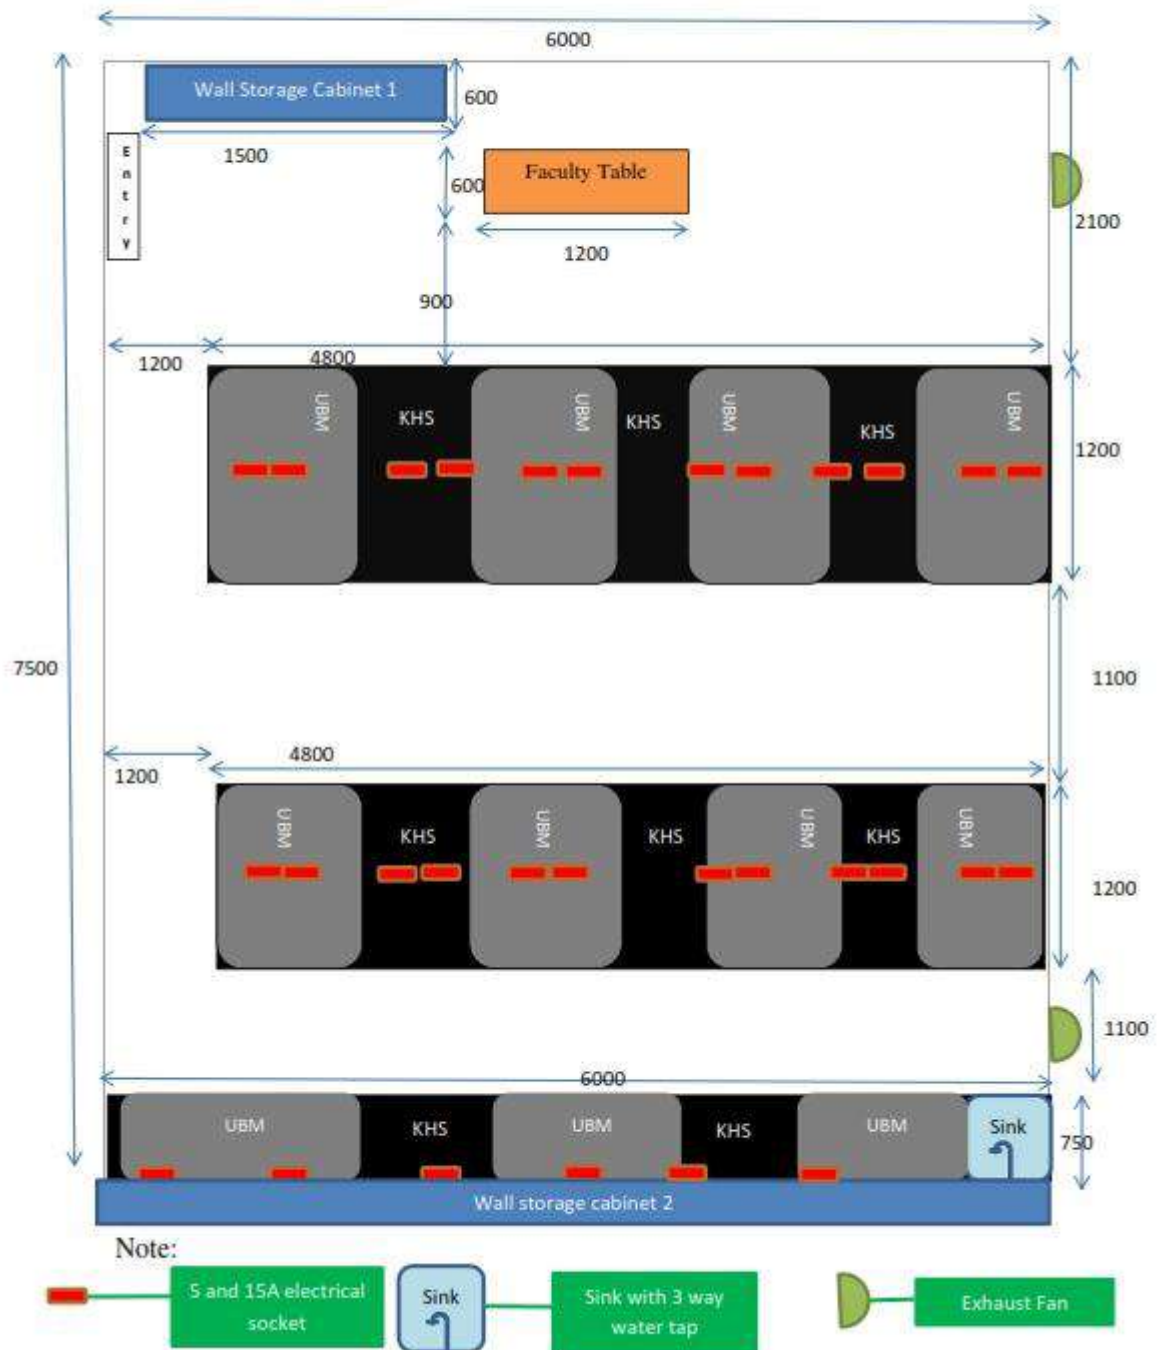 6000
Wall Storage Cabinet 1
600
1500
Entry
600
Faculty Table
1200
2100
900
1200
4800
UBM
KHS
UBM
KHS
UBM
KHS
UBM
1200
7500
1100
4800
1200
UBM
KHS
UBM
KHS
UBM
KHS
UBM
1200
1100
6000
UBM
KHS
UBM
KHS
UBM
Sink
750
Wall storage cabinet 2
Note:
5 and 15A electrical
socket
Sink
Sink with 3 way
water tap
Exhaust Fan